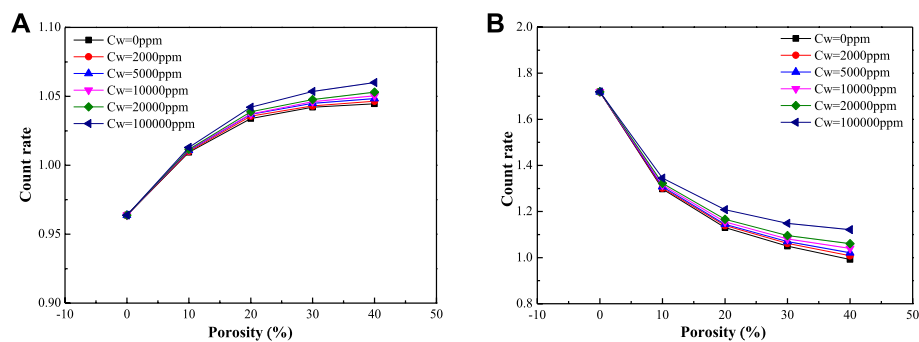 A
1.10
1.05
1.00
0.95
0.90
Count rate
Cw=0ppm
Cw=2000ppm
Cw=5000ppm
Cw=10000ppm
Cw=20000ppm
Cw=100000ppm
-10 0 10 20 30 40 50
Porosity (%)
B
2.0
1.8
1.6
1.4
1.2
1.0
0.8
Count rate
Cw=0ppm
Cw=2000ppm
Cw=5000ppm
Cw=10000ppm
Cw=20000ppm
Cw=100000ppm
-10 0 10 20 30 40 50
Porosity (%)